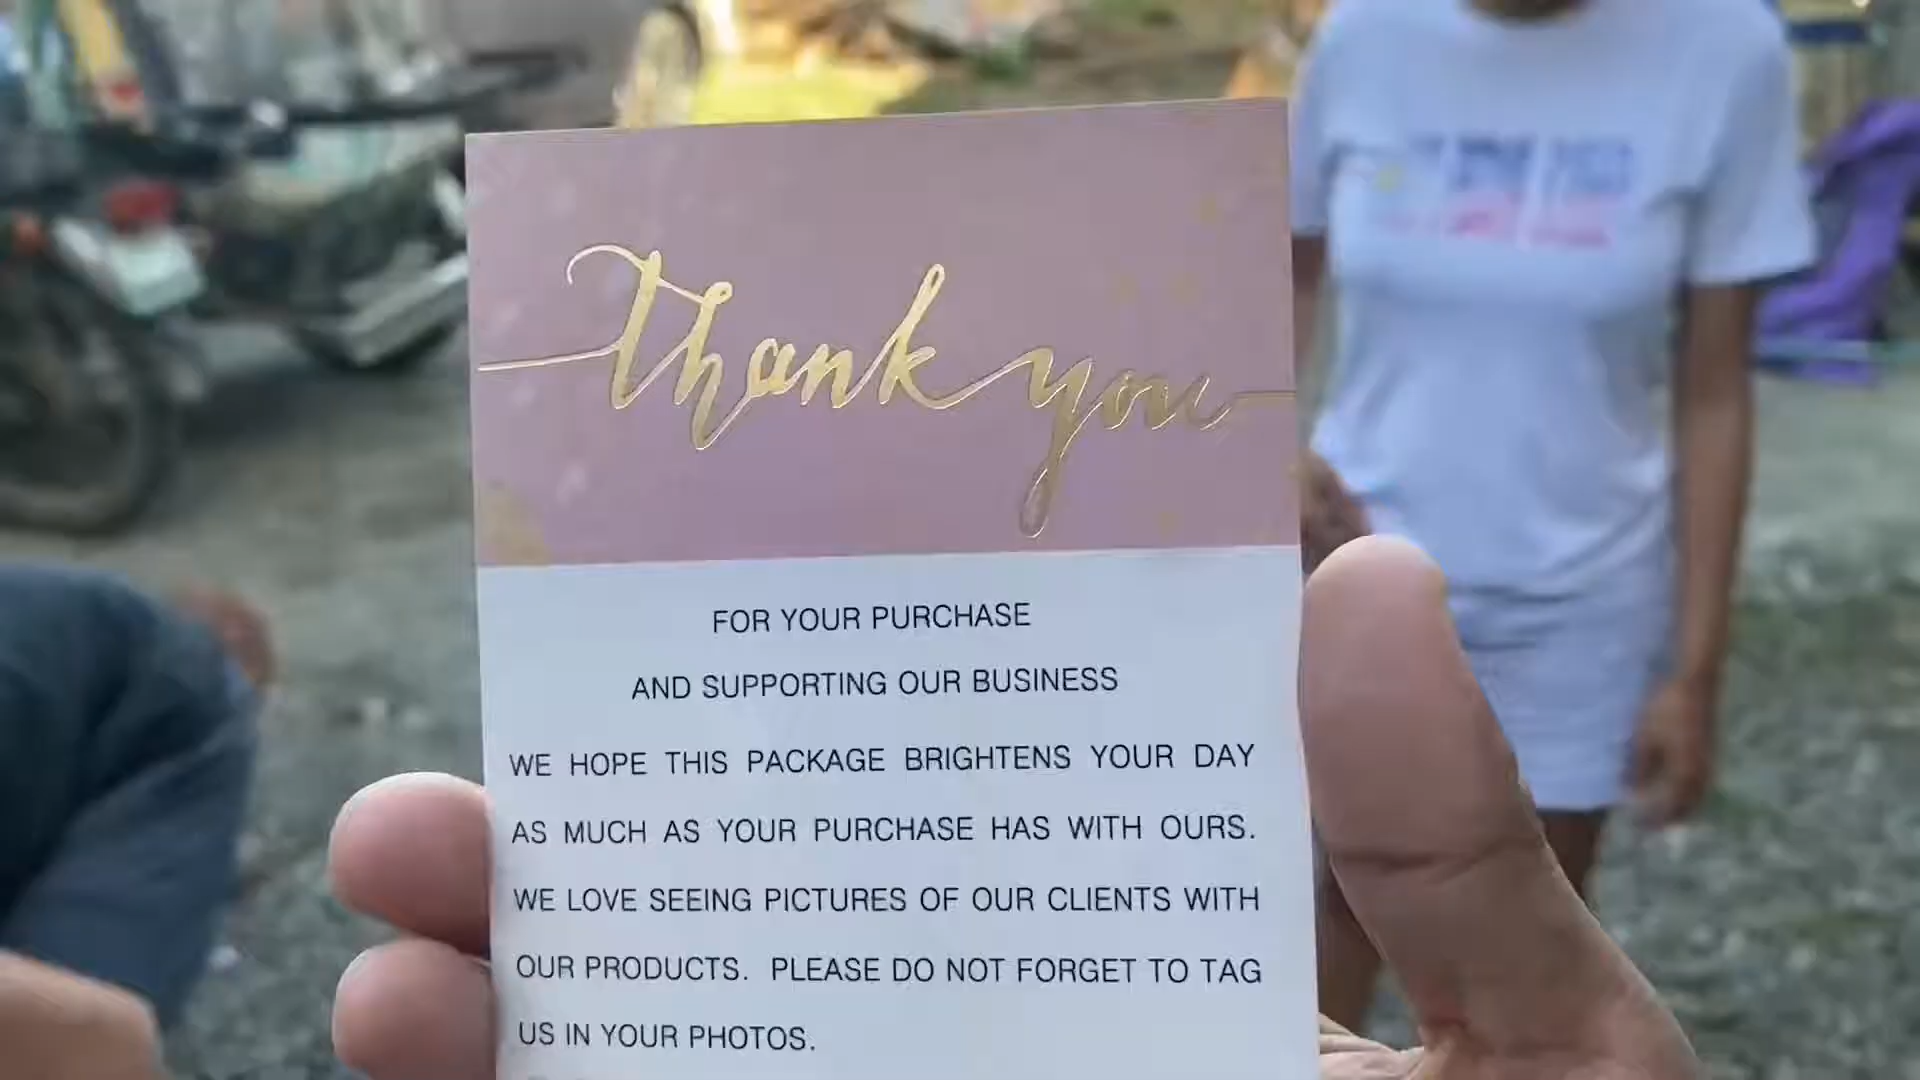 Thank you
FOR YOUR PURCHASE
AND SUPPORTING OUR BUSINESS
WE HOPE THIS PACKAGE BRIGHTENS YOUR DAY
AS MUCH AS YOUR PURCHASE HAS WITH OURS.
WE LOVE SEEING PICTURES OF OUR CLIENTS WITH
OUR PRODUCTS. PLEASE DO NOT FORGET TO TAG
US IN YOUR PHOTOS.